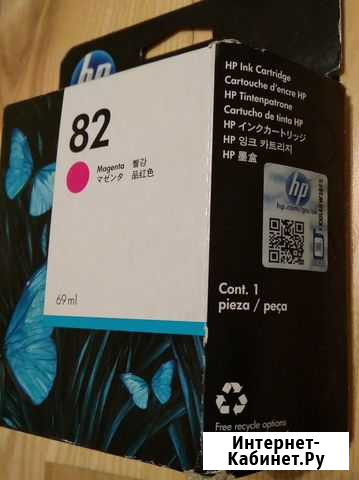 hp
82
Magenta 빨강
マゼンタ 品红色
69 ml
HP Ink Cartridge
Cartouche d'encre HP
HP Tintenpatrone
Cartucho de tinta HP
HP インクカートリッジ
HP 잉크 카트리지
HP 墨盒
hp
Cont. 1
pieza / peça
Free recycle options
Интернет-
Кабинет.Ру